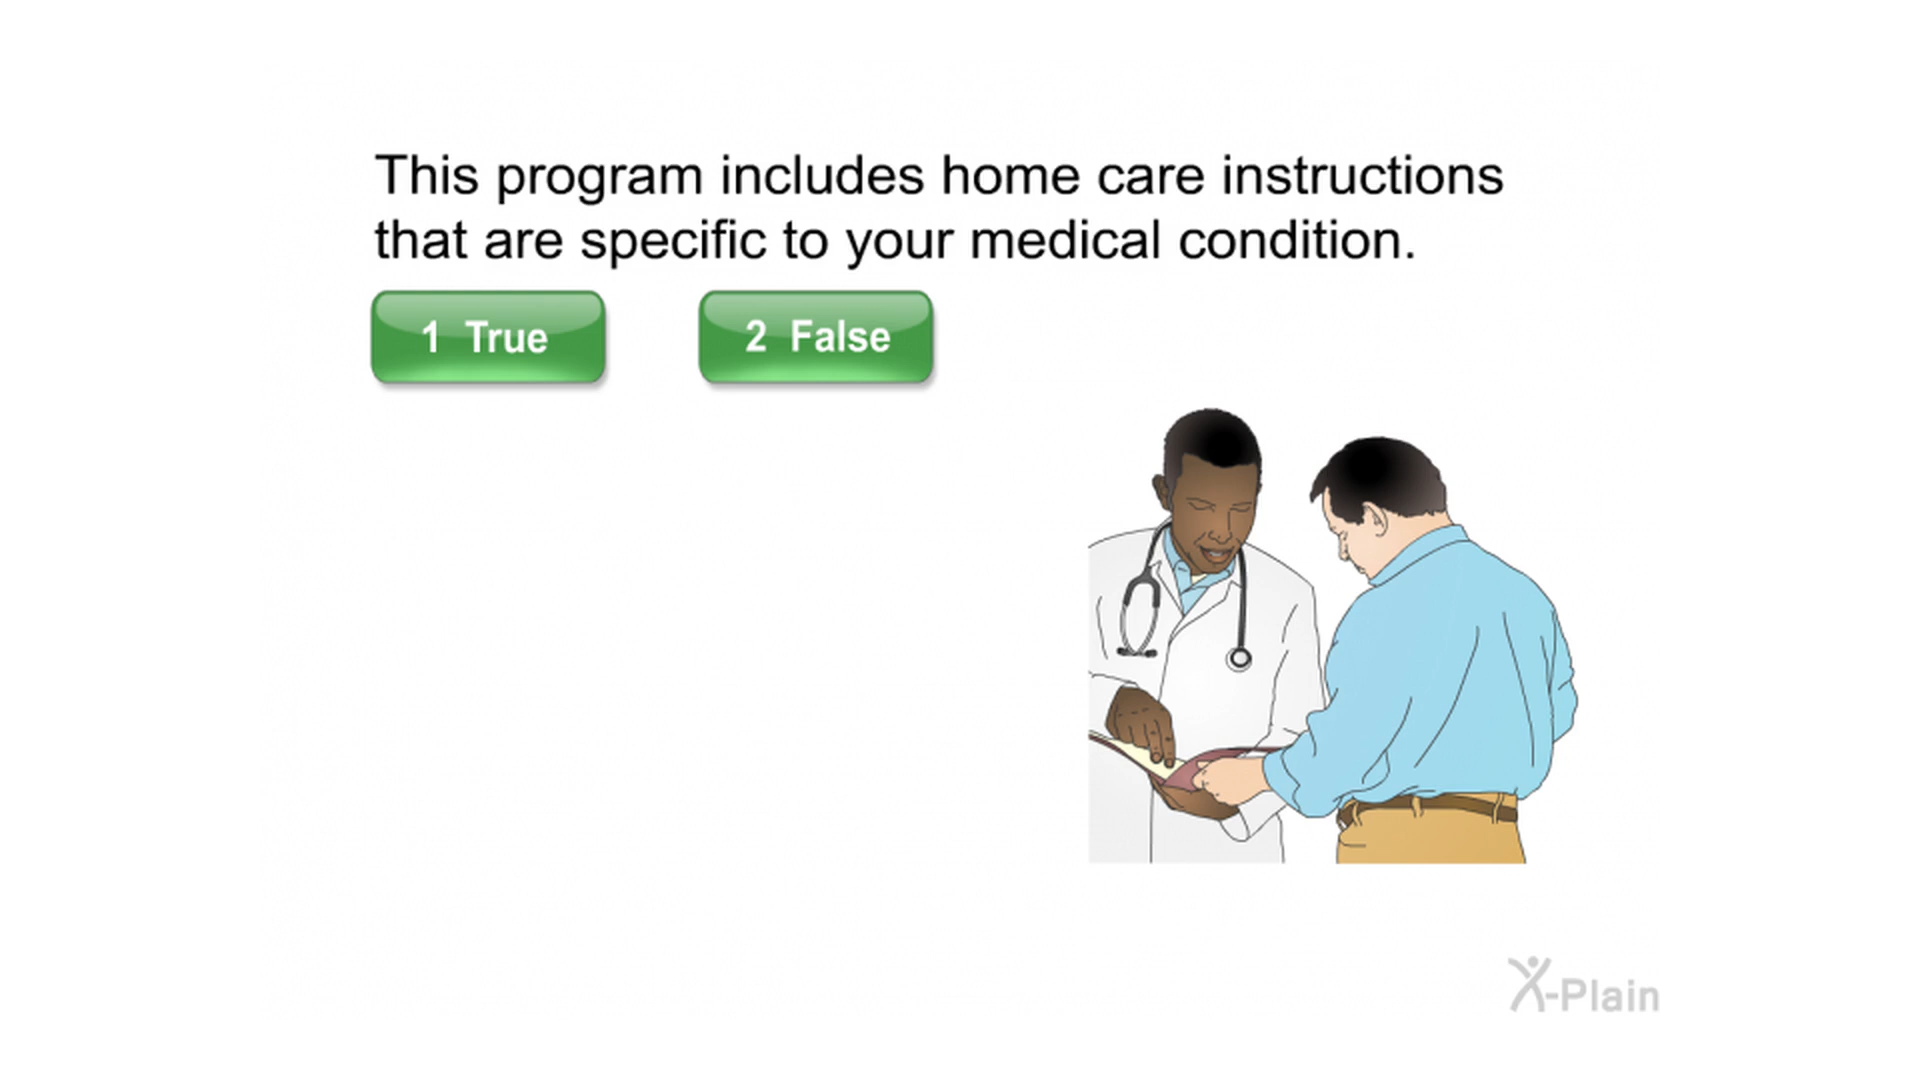 This program includes home care instructions
that are specific to your medical condition.
1 True
2 False
X-Plain